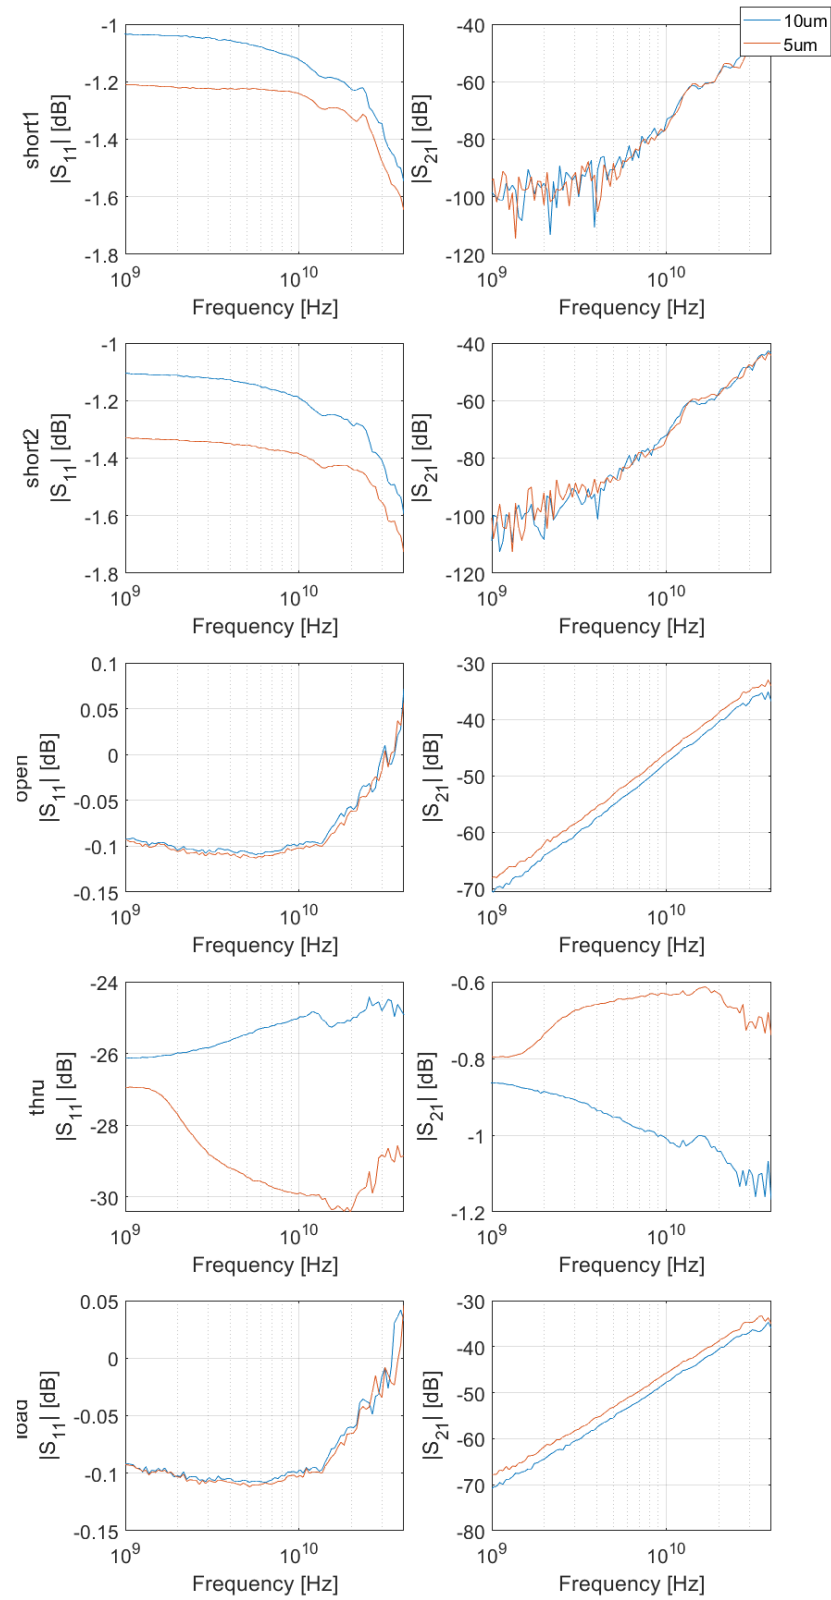 10um
5um
short1
|S11| [dB]
-1
-1.2
-1.4
-1.6
-1.8
10^9
10^10
Frequency [Hz]
|S21| [dB]
-40
-60
-80
-100
-120
10^9
10^10
Frequency [Hz]
short2
|S11| [dB]
-1
-1.2
-1.4
-1.6
-1.8
10^9
10^10
Frequency [Hz]
|S21| [dB]
-40
-60
-80
-100
-120
10^9
10^10
Frequency [Hz]
open
|S11| [dB]
0.1
0.05
0
-0.05
-0.1
-0.15
10^9
10^10
Frequency [Hz]
|S21| [dB]
-30
-40
-50
-60
-70
10^9
10^10
Frequency [Hz]
thru
|S11| [dB]
-24
-26
-28
-30
10^9
10^10
Frequency [Hz]
|S21| [dB]
-0.6
-0.8
-1
-1.2
10^9
10^10
Frequency [Hz]
load
|S11| [dB]
0.05
0
-0.05
-0.1
-0.15
10^9
10^10
Frequency [Hz]
|S21| [dB]
-30
-40
-50
-60
-70
-80
10^9
10^10
Frequency [Hz]